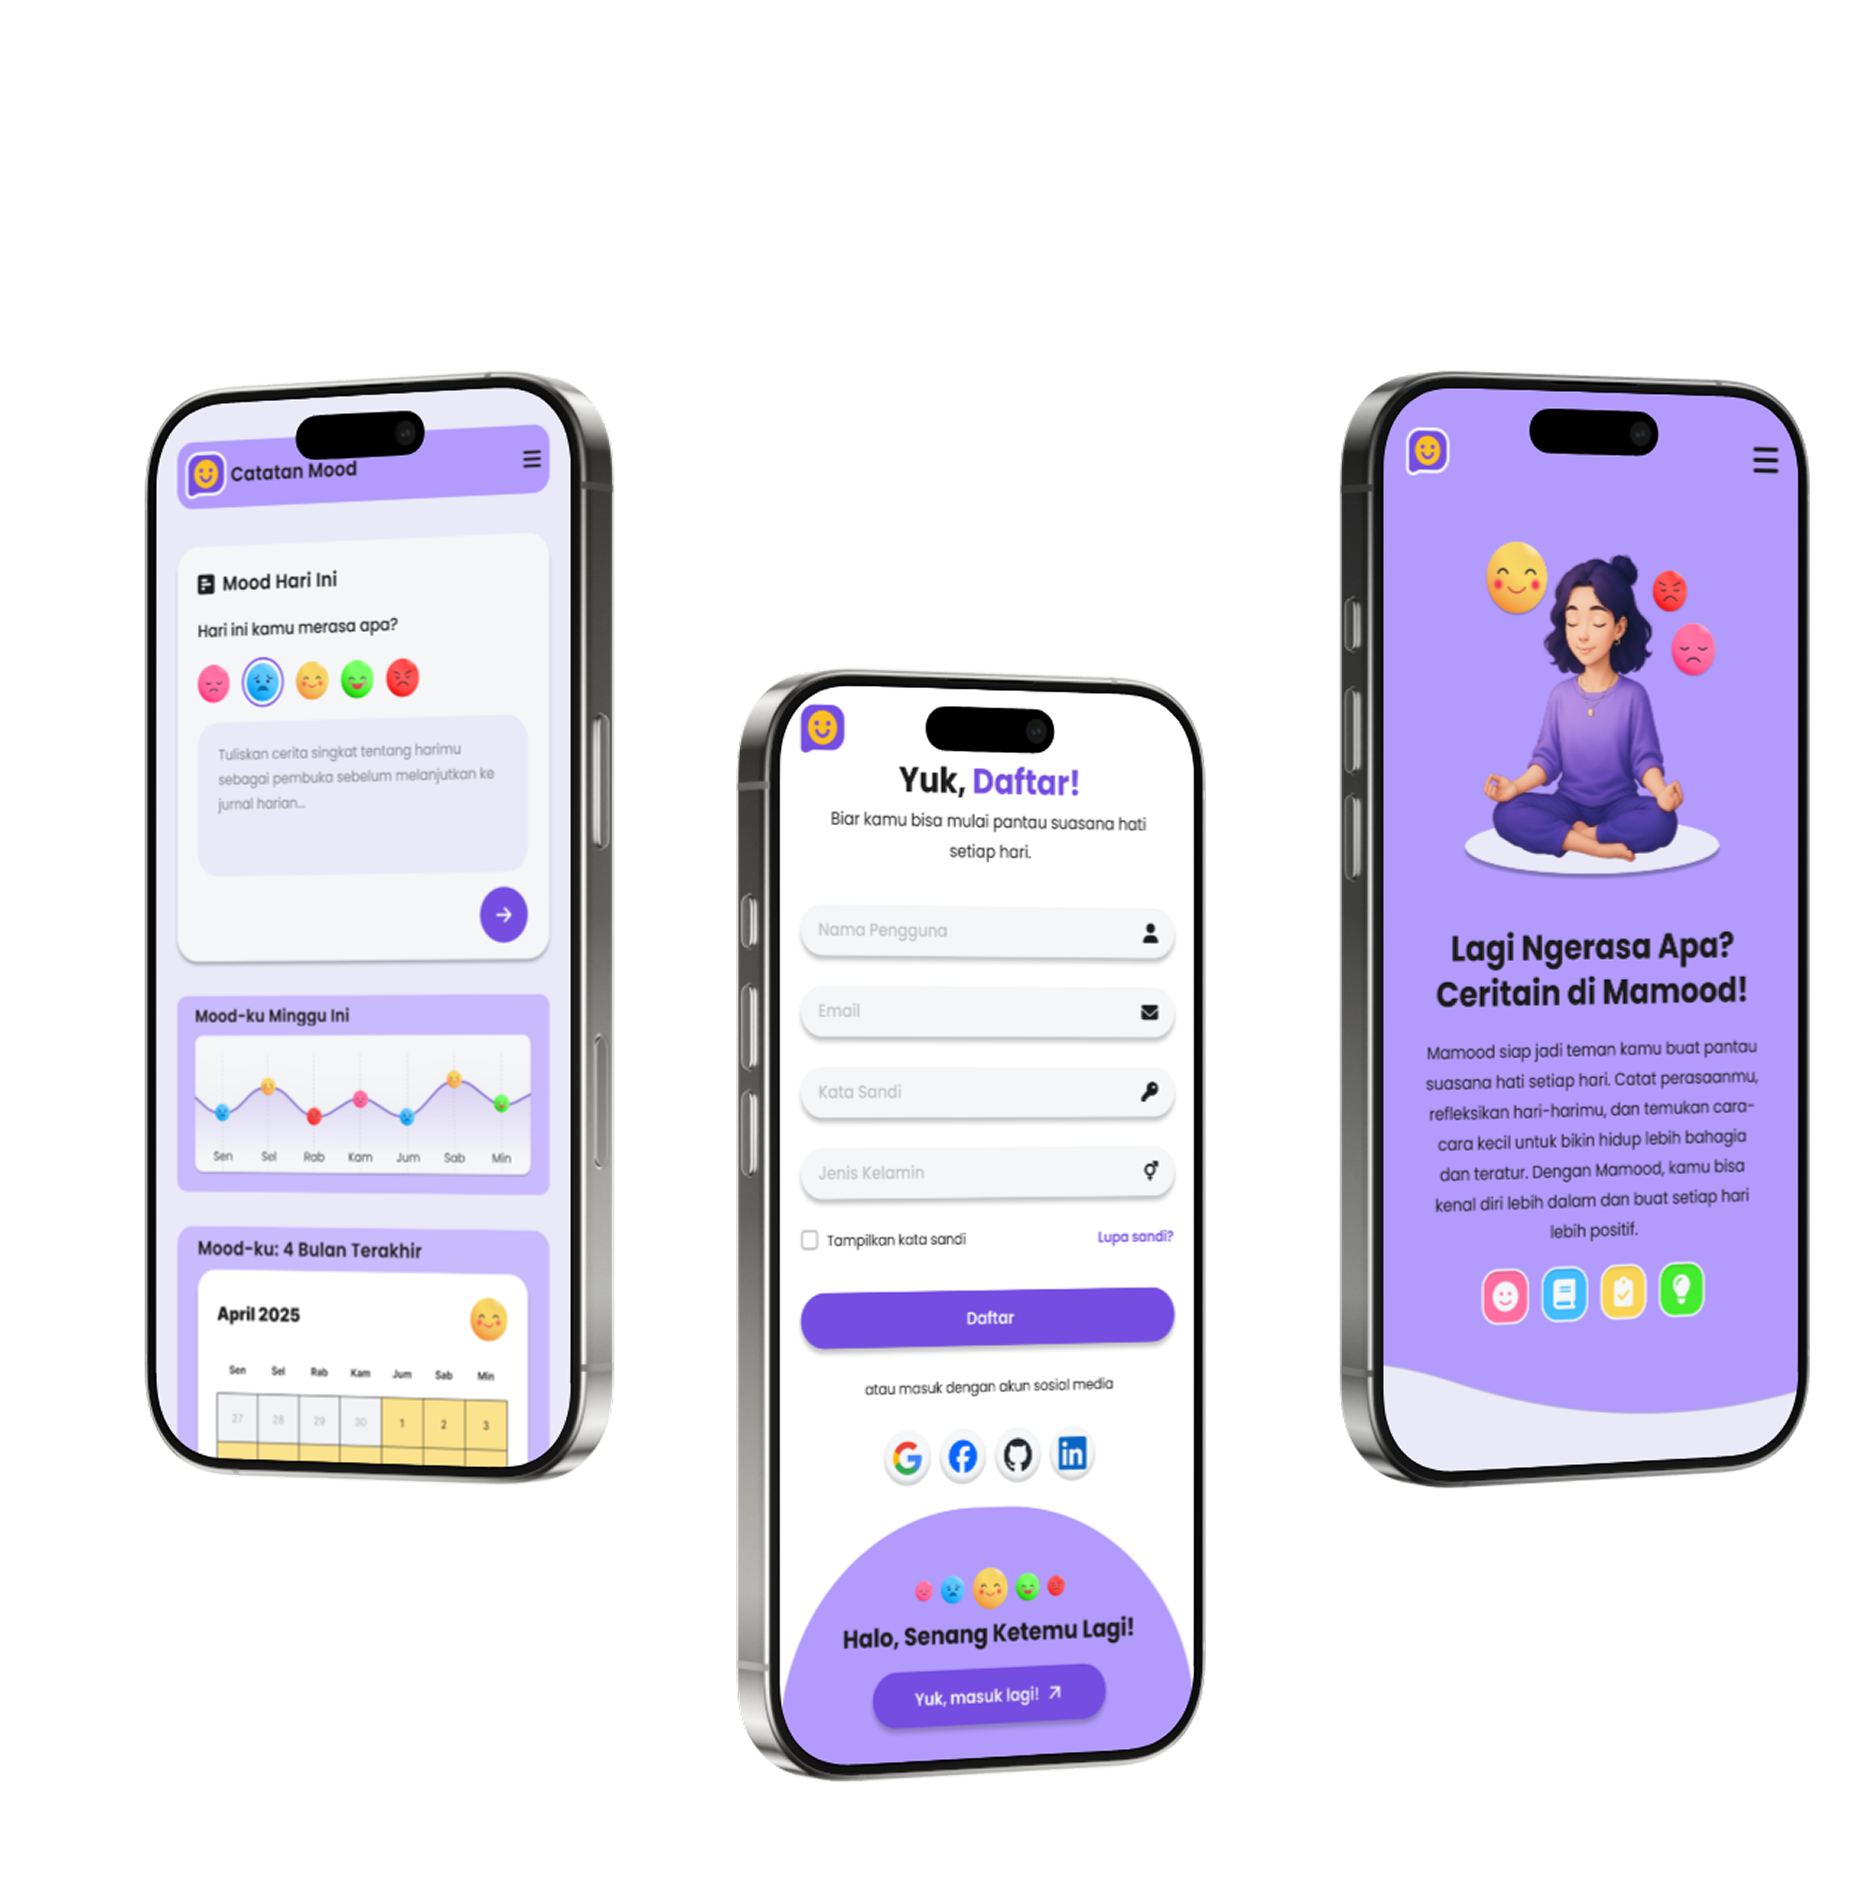 Catatan Mood
Mood Hari Ini
Hari ini kamu merasa apa?
Tuliskan cerita singkat tentang harimu
sebagai pembuka sebelum melanjutkan ke
jurnal harian...
Mood-ku Minggu Ini
Sen Sel Rab Kam Jum Sab Min
Mood-ku: 4 Bulan Terakhir
April 2025
Sen Sel Rab Kam Jum Sab Min
27 28 29 30 1 2 3
Yuk, Daftar!
Biar kamu bisa mulai pantau suasana hati
setiap hari.
Nama Pengguna
Email
Kata Sandi
Jenis Kelamin
Tampilkan kata sandi Lupa sandi?
Daftar
atau masuk dengan akun sosial media
G f in
Halo, Senang Ketemu Lagi!
Yuk, masuk lagi!
Lagi Ngerasa Apa?
Ceritain di Mamood!
Mamood siap jadi teman kamu buat pantau
suasana hati setiap hari. Catat perasaanmu,
refleksikan hari-harimu, dan temukan cara-
cara kecil untuk bikin hidup lebih bahagia
dan teratur. Dengan Mamood, kamu bisa
kenal diri lebih dalam dan buat setiap hari
lebih positif.